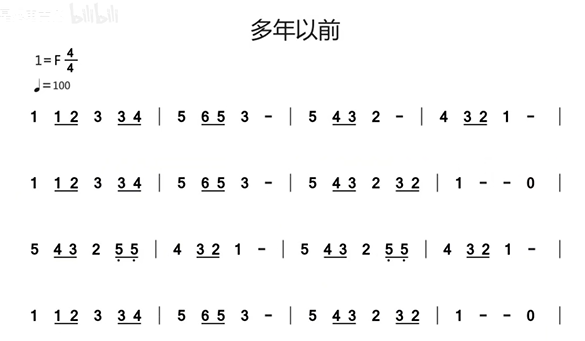 bilibili
多年以前
1=F 4/4
♩=100
1 1 2 3 3 4 | 5 6 5 3 - | 5 4 3 2 - | 4 3 2 1 - |
1 1 2 3 3 4 | 5 6 5 3 - | 5 4 3 2 3 2 | 1 - - 0 |
5 4 3 2 5̣ 5̣ | 4 3 2 1 - | 5 4 3 2 5̣ 5̣ | 4 3 2 1 - |
1 1 2 3 3 4 | 5 6 5 3 - | 5 4 3 2 3 2 | 1 - - 0 |